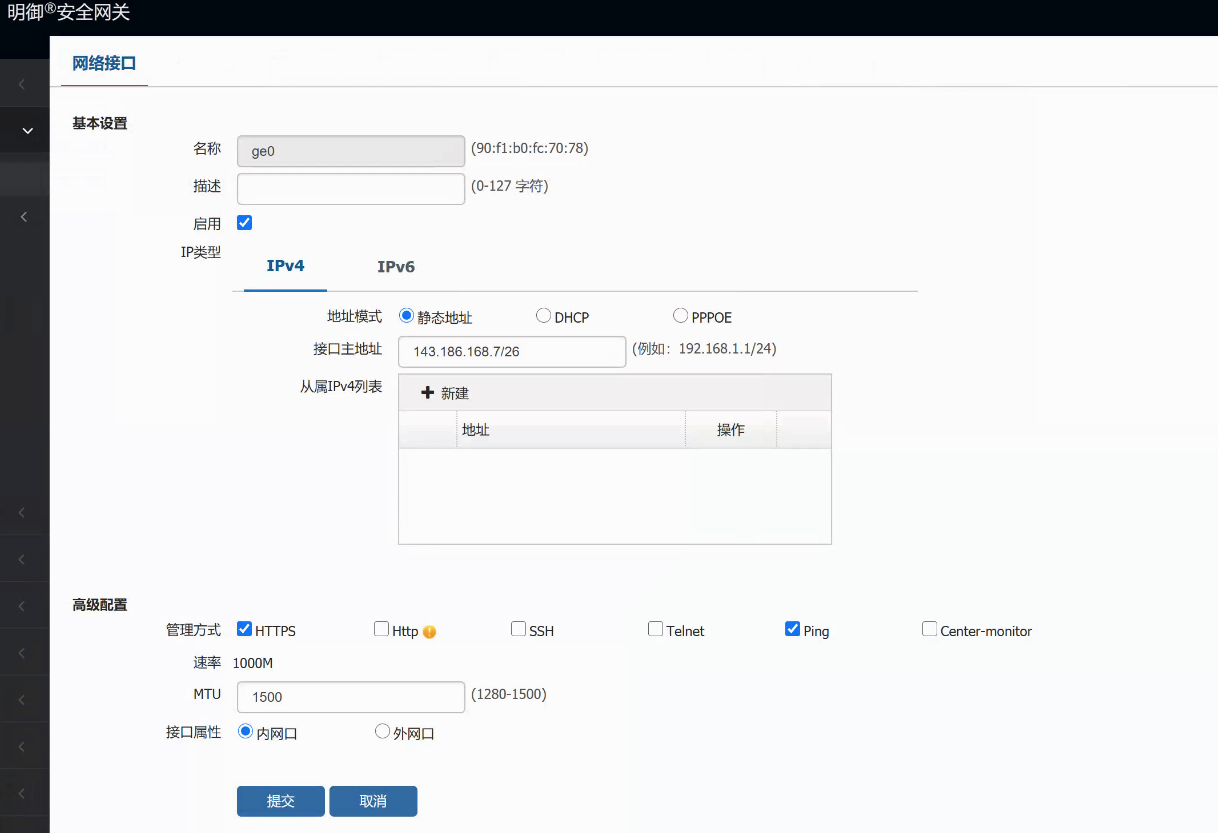 明御®安全网关
网络接口
基本设置
名称 ge0 (90:f1:b0:fc:70:78)
描述 (0-127 字符)
启用
IP类型 IPv4 IPv6
地址模式 静态地址 DHCP PPPOE
接口主地址 143.186.168.7/26 (例如：192.168.1.1/24)
从属IPv4列表 新建
地址 操作
高级配置
管理方式 HTTPS Http SSH Telnet Ping Center-monitor
速率 1000M
MTU 1500 (1280-1500)
接口属性 内网口 外网口
提交 取消